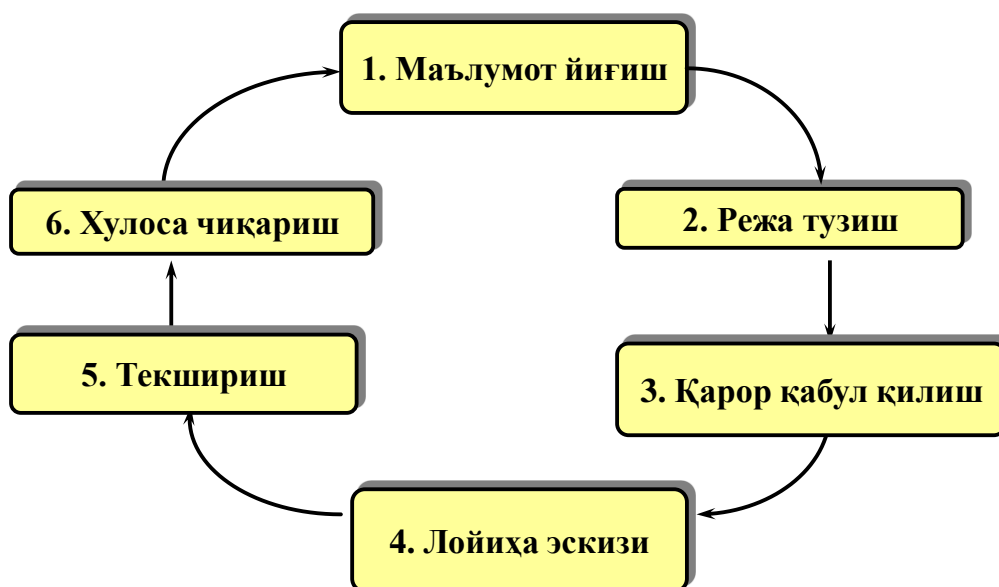 1. Маълумот йиғиш
2. Режа тузиш
3. Қарор қабул қилиш
4. Лойиҳа эскизи
5. Текшириш
6. Хулоса чиқариш